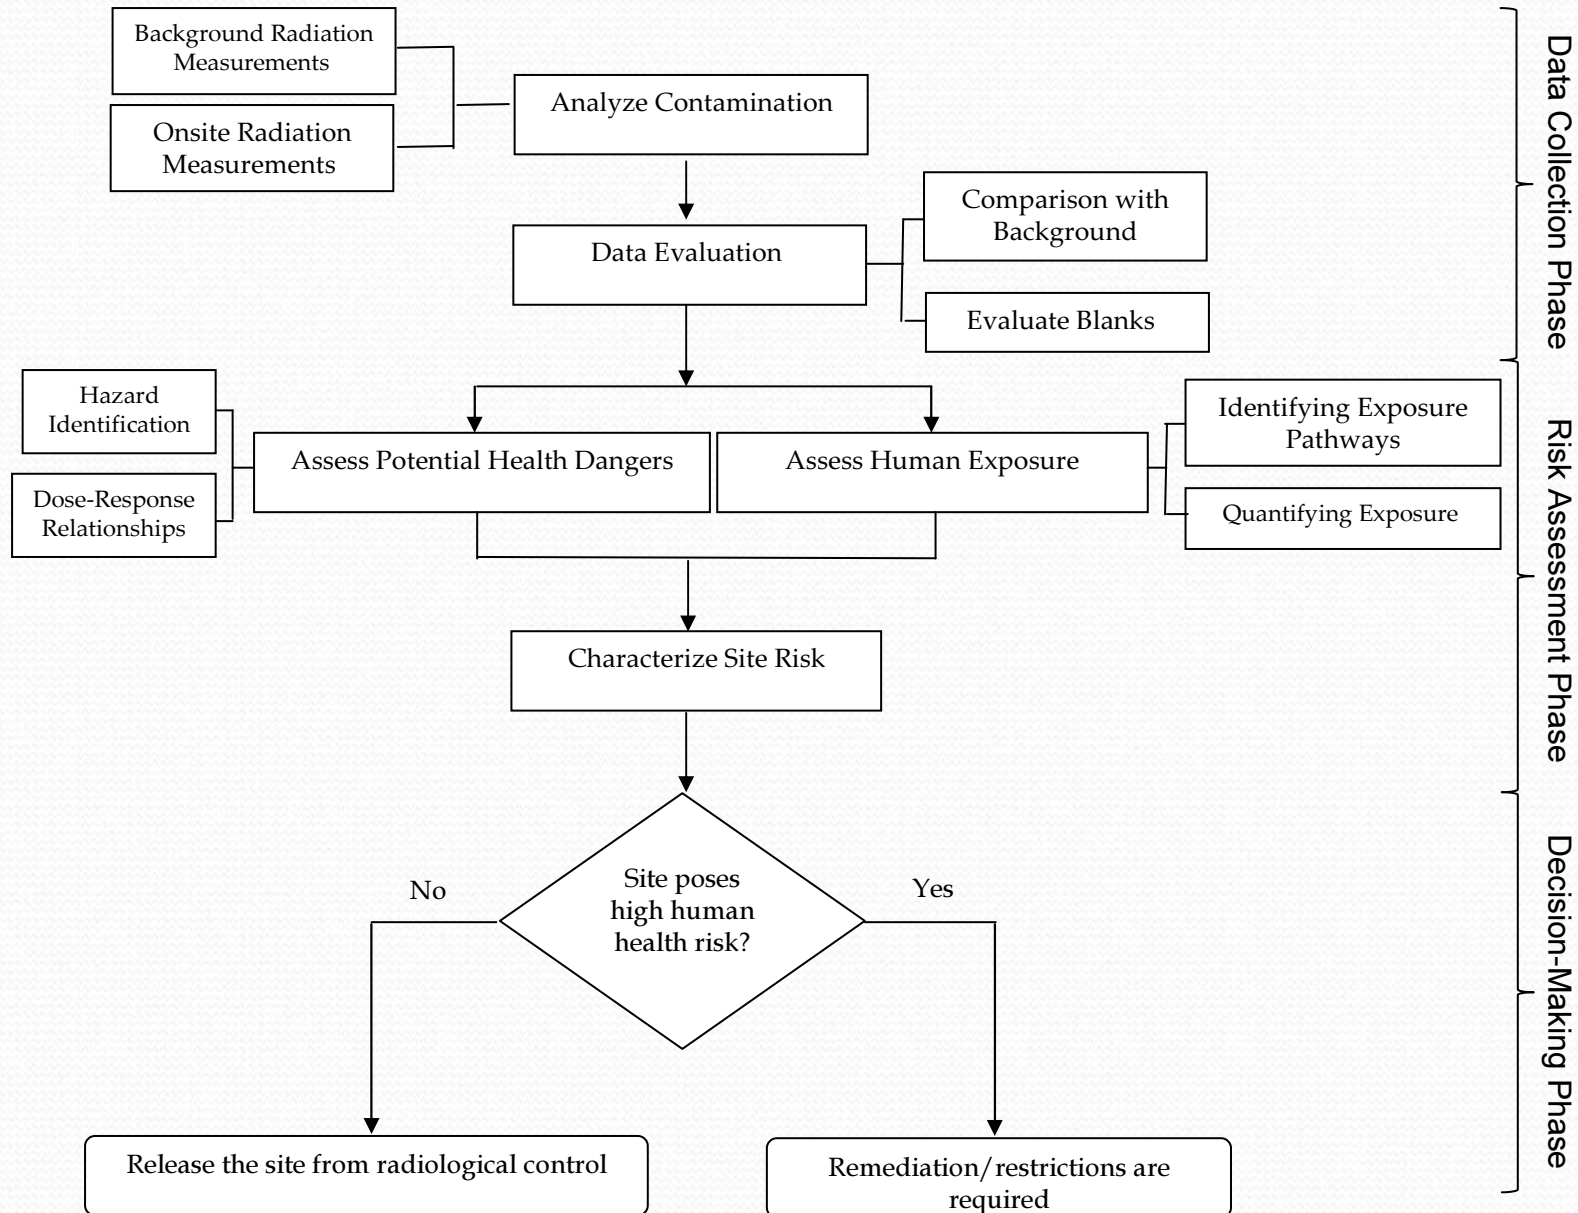 Background Radiation
Measurements
Onsite Radiation
Measurements
Analyze Contamination
Data Evaluation
Comparison with
Background
Evaluate Blanks
Data Collection Phase
Hazard
Identification
Dose-Response
Relationships
Assess Potential Health Dangers
Assess Human Exposure
Identifying Exposure
Pathways
Quantifying Exposure
Characterize Site Risk
Risk Assessment Phase
Site poses
high human
health risk?
No
Yes
Release the site from radiological control
Remediation/restrictions are
required
Decision-Making Phase